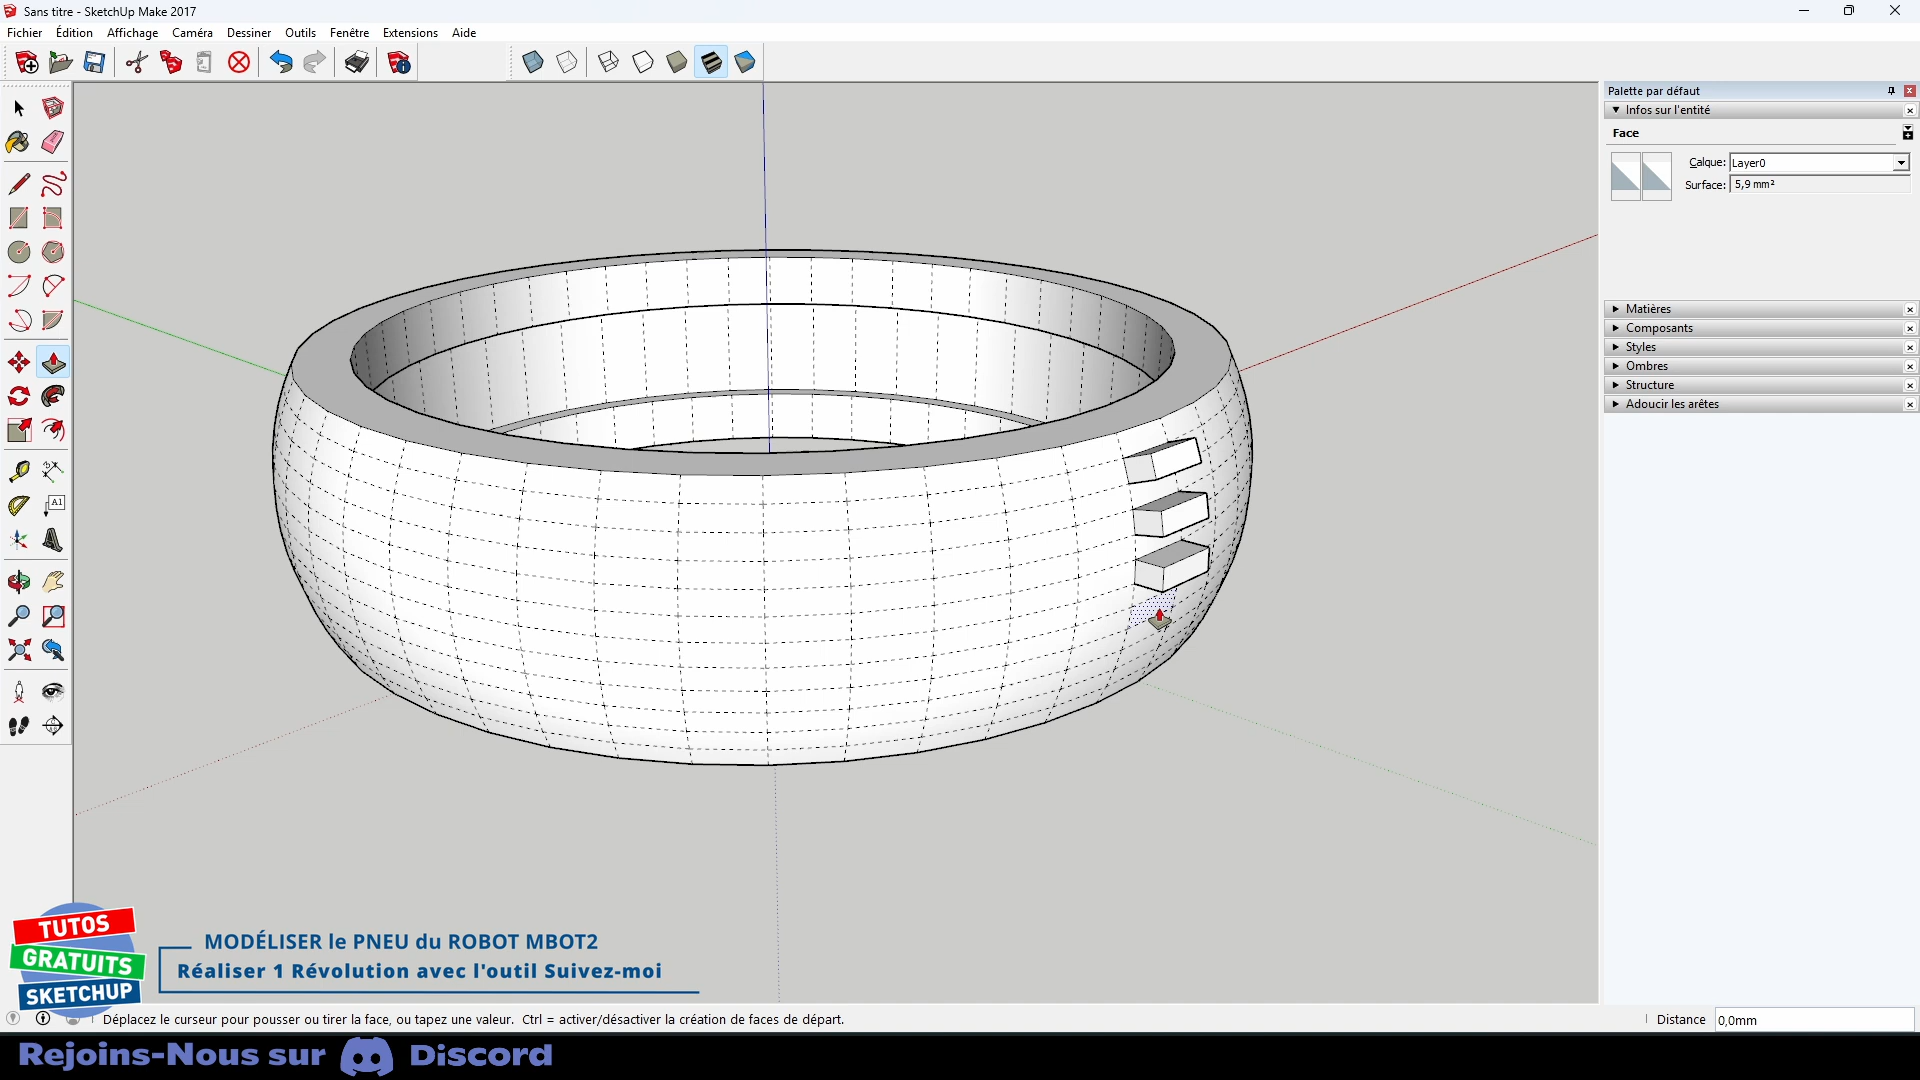 Sans titre - SketchUp Make 2017
Fichier Édition Affichage Caméra Dessiner Outils Fenêtre Extensions Aide
Palette par défaut
Infos sur l'entité
Face
Calque: Layer0
Surface: 5,9 mm²
Matières
Composants
Styles
Ombres
Structure
Adoucir les arêtes
A1
TUTOS
GRATUITS
SKETCHUP
MODÉLISER le PNEU du ROBOT MBOT2
Réaliser 1 Révolution avec l'outil Suivez-moi
Déplacez le curseur pour pousser ou tirer la face, ou tapez une valeur. Ctrl = activer/désactiver la création de faces de départ.
Distance 0,0mm
Rejoins-Nous sur Discord